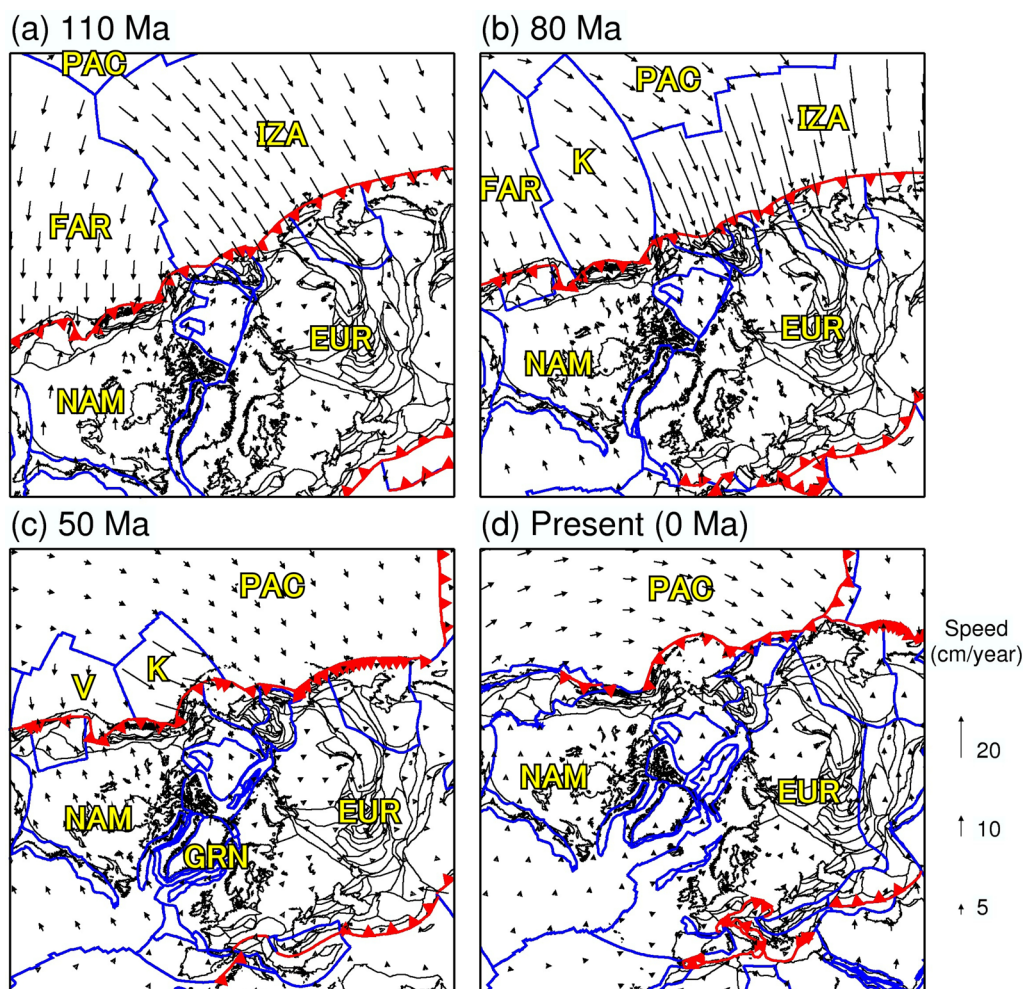 (a) 110 Ma
PAC
IZA
FAR
EUR
NAM
(b) 80 Ma
PAC
IZA
K
FAR
EUR
NAM
(c) 50 Ma
PAC
K
V
NAM
EUR
GRN
(d) Present (0 Ma)
PAC
NAM
EUR
Speed
(cm/year)
20
10
5